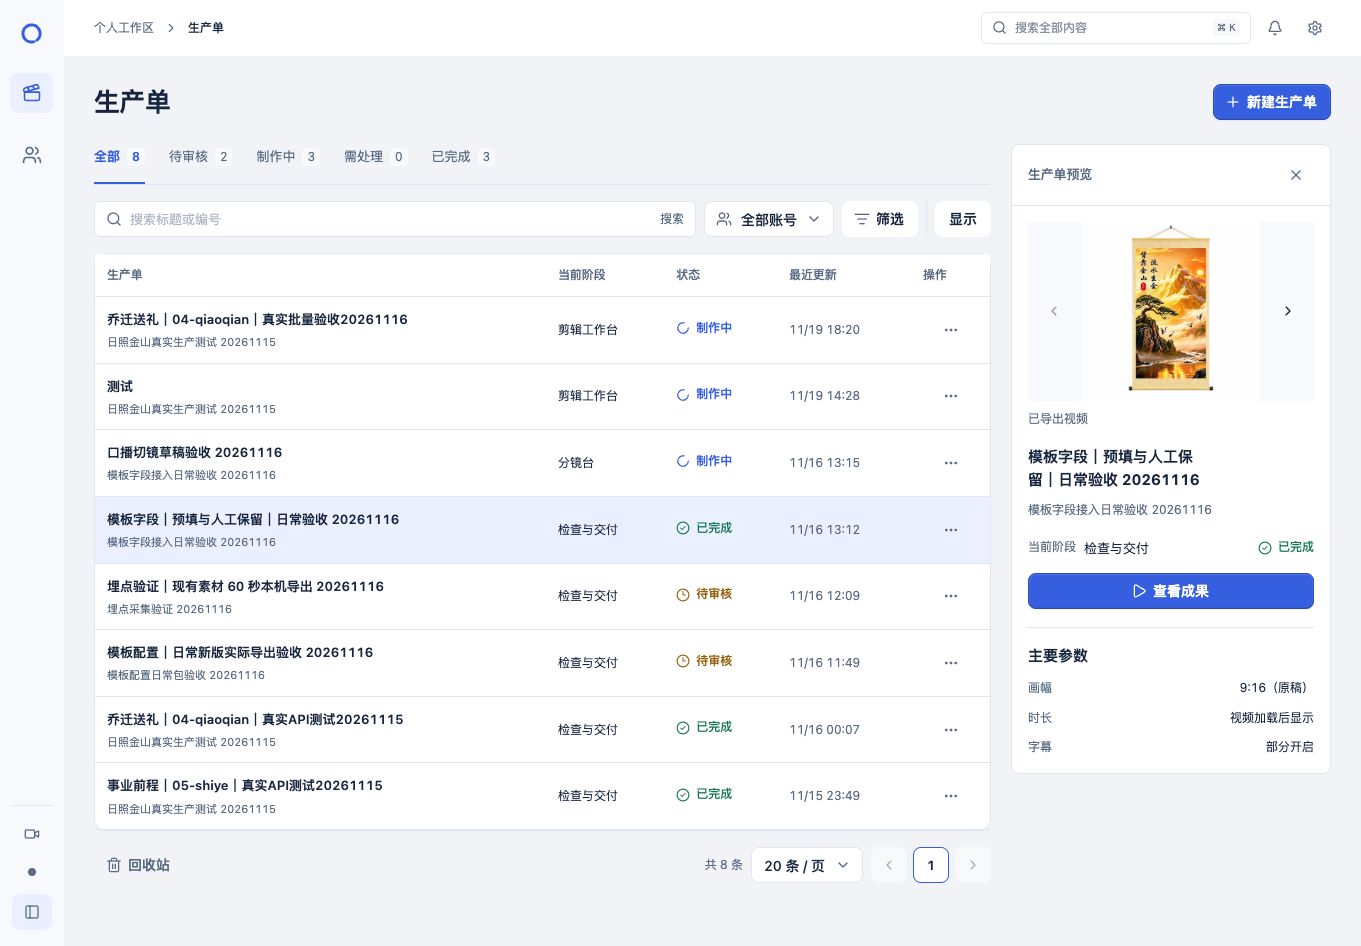 个人工作区 > 生产单
搜索全部内容 ⌘ K
生产单
+ 新建生产单
全部 8 待审核 2 制作中 3 需处理 0 已完成 3
搜索标题或编号 搜索 全部账号 筛选 显示
生产单 当前阶段 状态 最近更新 操作
乔迁送礼｜04-qiaoqian｜真实批量验收20261116
日照金山真实生产测试 20261115
剪辑工作台 制作中 11/19 18:20 ···
测试
日照金山真实生产测试 20261115
剪辑工作台 制作中 11/19 14:28 ···
口播切镜草稿验收 20261116
模板字段接入日常验收 20261116
分镜台 制作中 11/16 13:15 ···
模板字段｜预填与人工保留｜日常验收 20261116
模板字段接入日常验收 20261116
检查与交付 已完成 11/16 13:12 ···
埋点验证｜现有素材 60 秒本机导出 20261116
埋点采集验证 20261116
检查与交付 待审核 11/16 12:09 ···
模板配置｜日常新版实际导出验收 20261116
模板配置日常包验收 20261116
检查与交付 待审核 11/16 11:49 ···
乔迁送礼｜04-qiaoqian｜真实API测试20261115
日照金山真实生产测试 20261115
检查与交付 已完成 11/16 00:07 ···
事业前程｜05-shiye｜真实API测试20261115
日照金山真实生产测试 20261115
检查与交付 已完成 11/15 23:49 ···
回收站 共 8 条 20 条 / 页 1
生产单预览
流水生金
背靠金山
已导出视频
模板字段｜预填与人工保
留｜日常验收 20261116
模板字段接入日常验收 20261116
当前阶段 检查与交付 已完成
查看成果
主要参数
画幅 9:16（原稿）
时长 视频加载后显示
字幕 部分开启